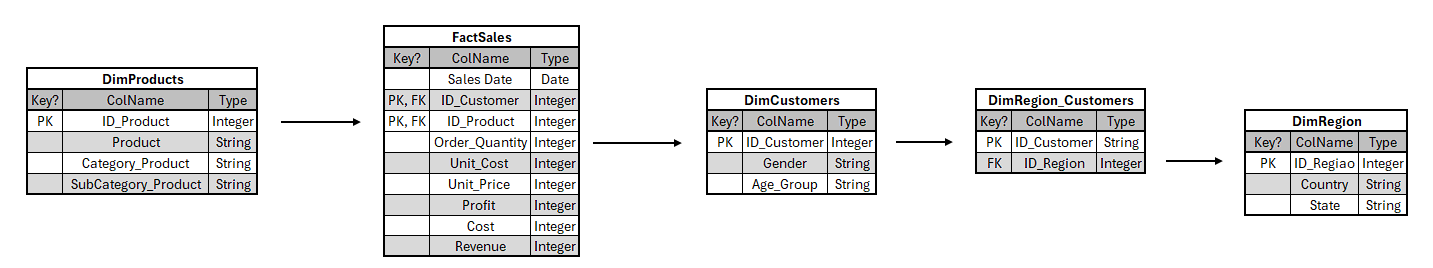 DimProducts
Key? ColName Type
PK ID_Product Integer
Product String
Category_Product String
SubCategory_Product String
FactSales
Key? ColName Type
Sales Date Date
PK, FK ID_Customer Integer
PK, FK ID_Product Integer
Order_Quantity Integer
Unit_Cost Integer
Unit_Price Integer
Profit Integer
Cost Integer
Revenue Integer
DimCustomers
Key? ColName Type
PK ID_Customer Integer
Gender String
Age_Group String
DimRegion_Customers
Key? ColName Type
PK ID_Customer String
FK ID_Region Integer
DimRegion
Key? ColName Type
PK ID_Regiao Integer
Country String
State String